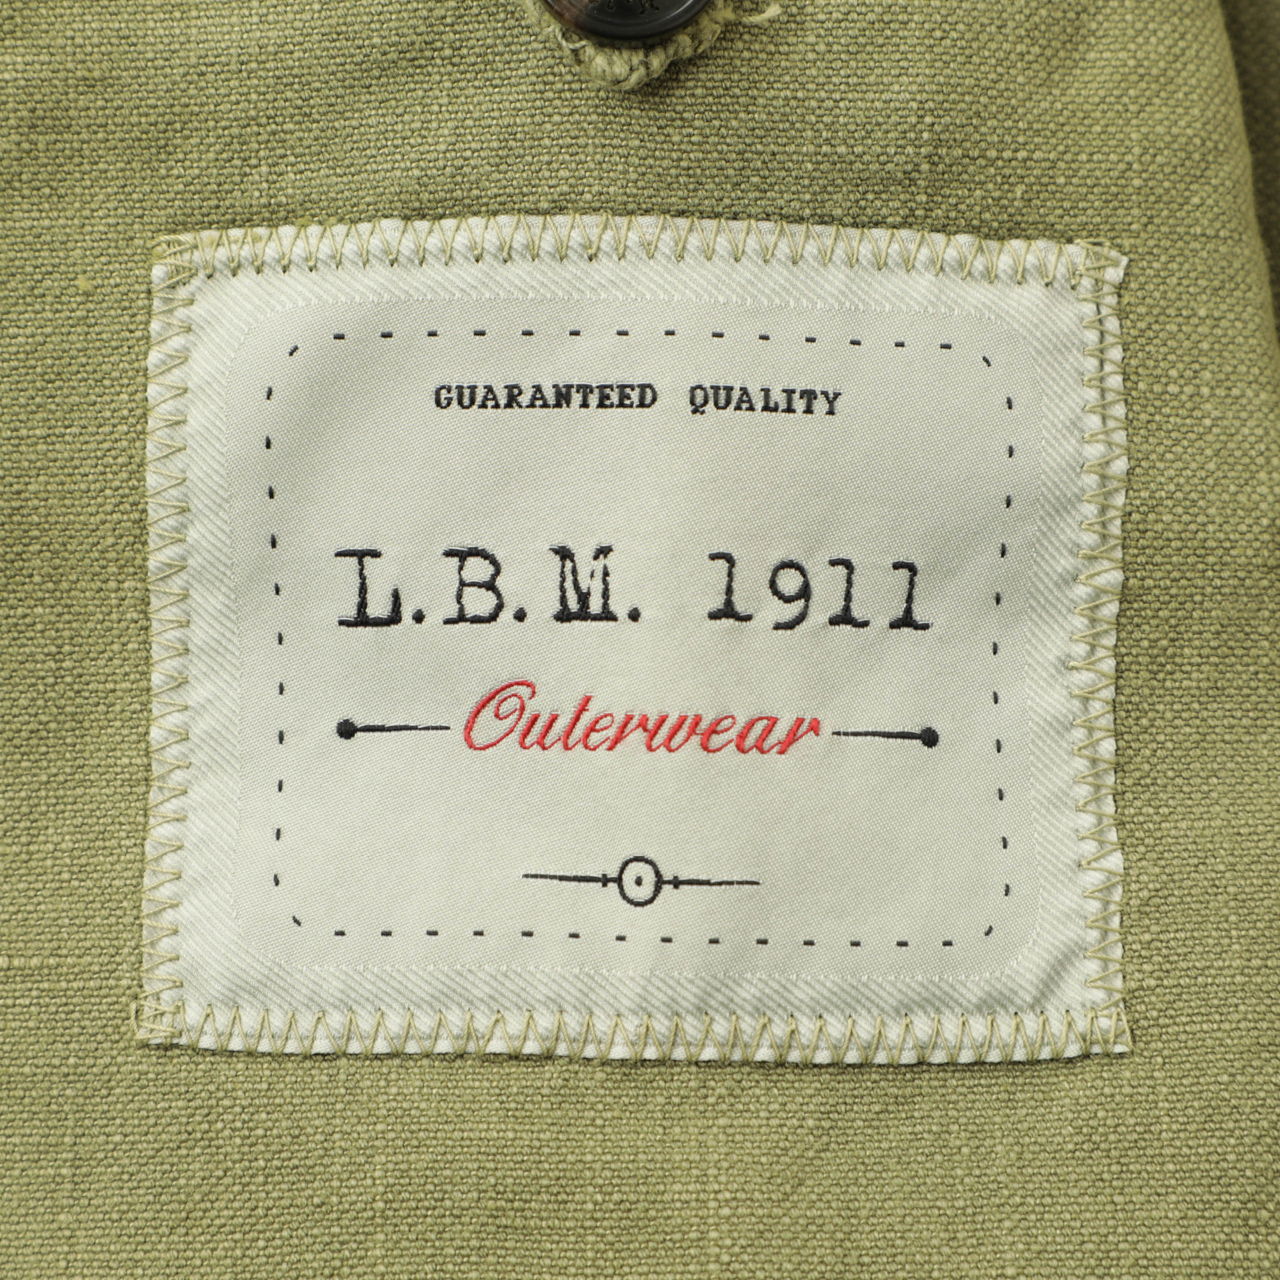 GUARANTEED QUALITY
L.B.M. 1911
Outerwear